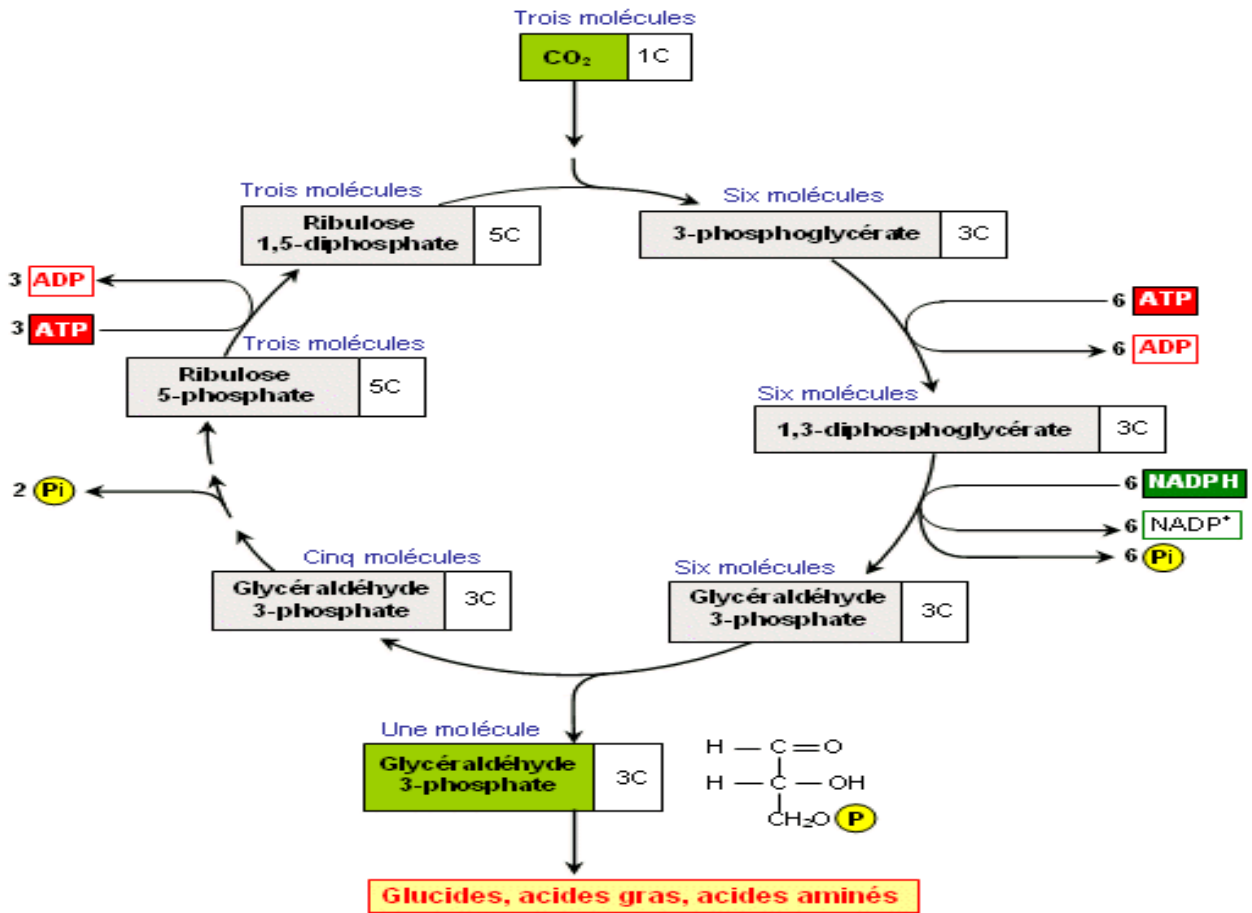 Trois molécules
CO₂ 1C
Trois molécules
Ribulose
1,5-diphosphate
5C
Six molécules
3-phosphoglycérate 3C
3 ADP
3 ATP
6 ATP
6 ADP
Trois molécules
Ribulose
5-phosphate
5C
Six molécules
1,3-diphosphoglycérate 3C
2 Pi
6 NADPH
6 NADP⁺
6 Pi
Cinq molécules
Glycéraldéhyde
3-phosphate
3C
Six molécules
Glycéraldéhyde
3-phosphate
3C
Une molécule
Glycéraldéhyde
3-phosphate
3C
H — C = O
H — C — OH
CH₂O P
Glucides, acides gras, acides aminés